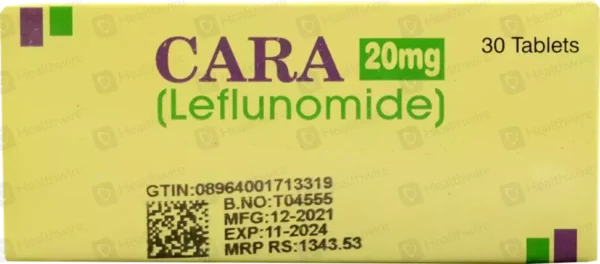 CARA 20mg 30 Tablets
(Leflunomide)
GTIN:08964001713319
B.NO:T04555
MFG:12-2021
EXP:11-2024
MRP RS:1343.53
Healthwire